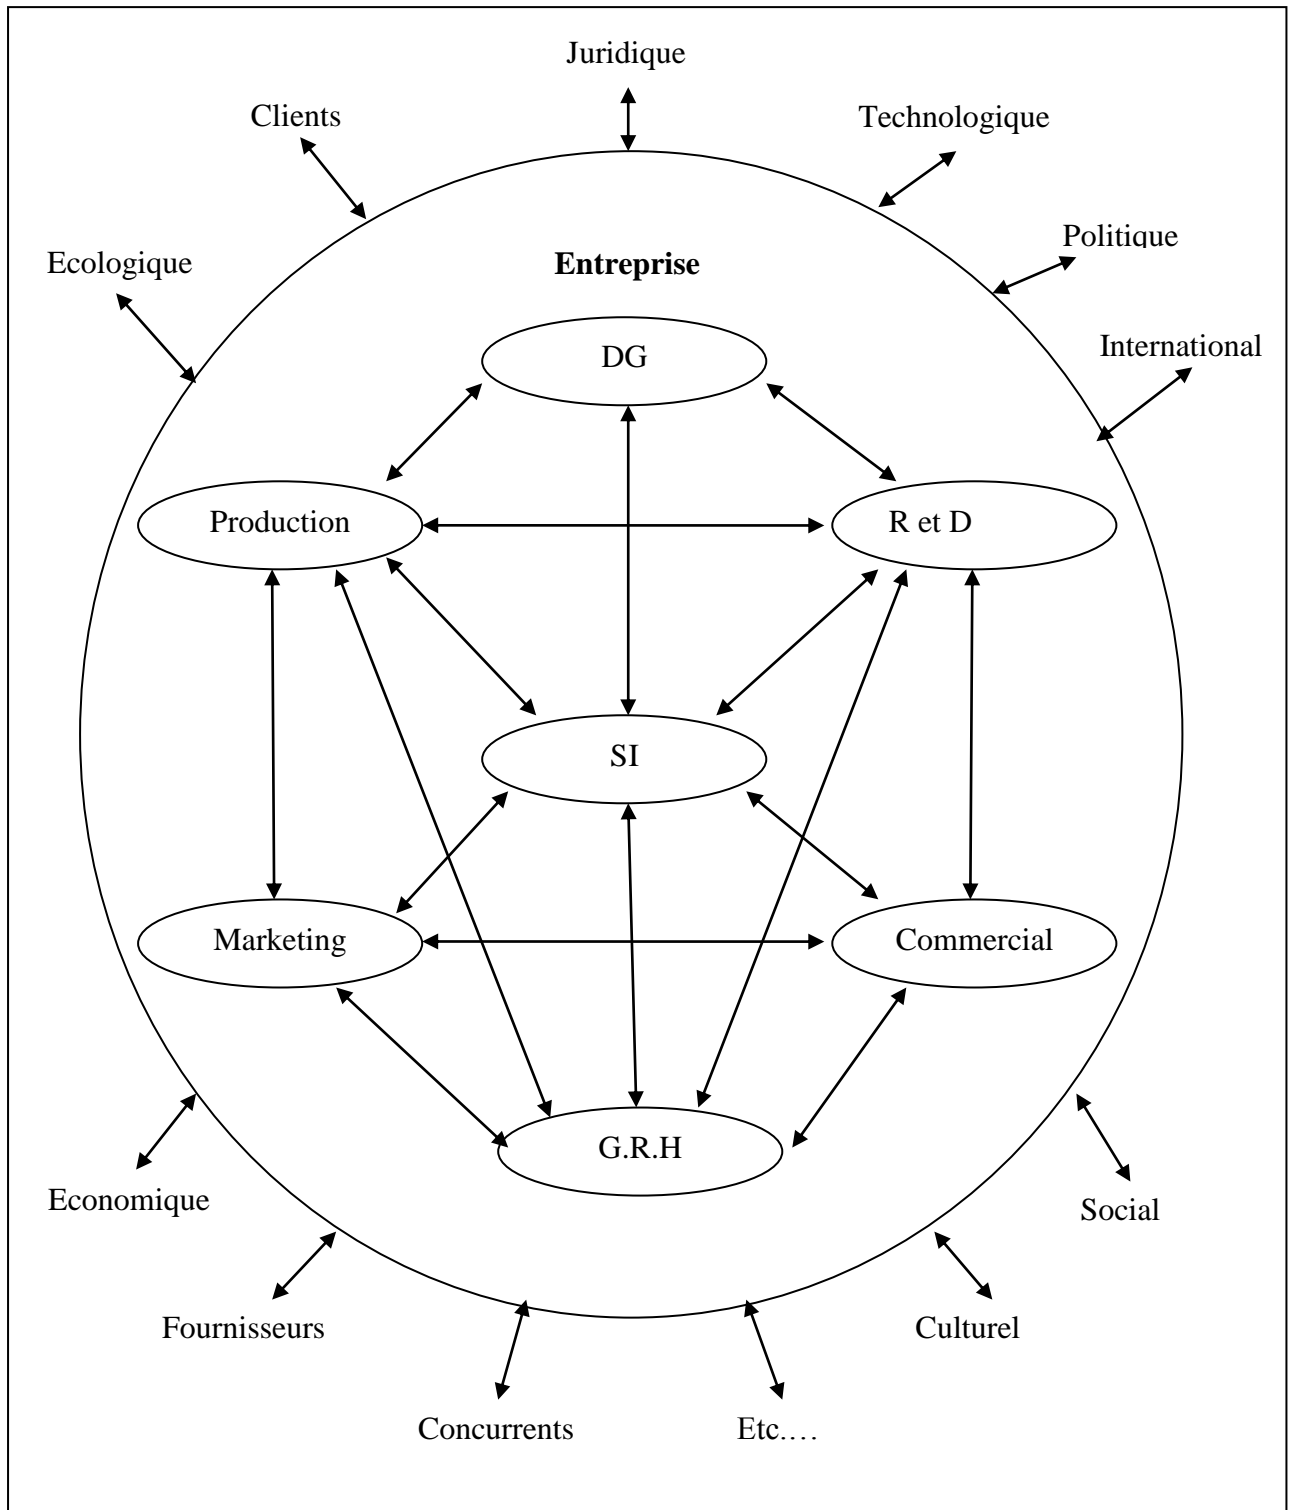 Juridique
Clients
Technologique
Politique
Ecologique
Entreprise
International
DG
Production
R et D
SI
Marketing
Commercial
G.R.H
Economique
Social
Fournisseurs
Culturel
Concurrents
Etc.…